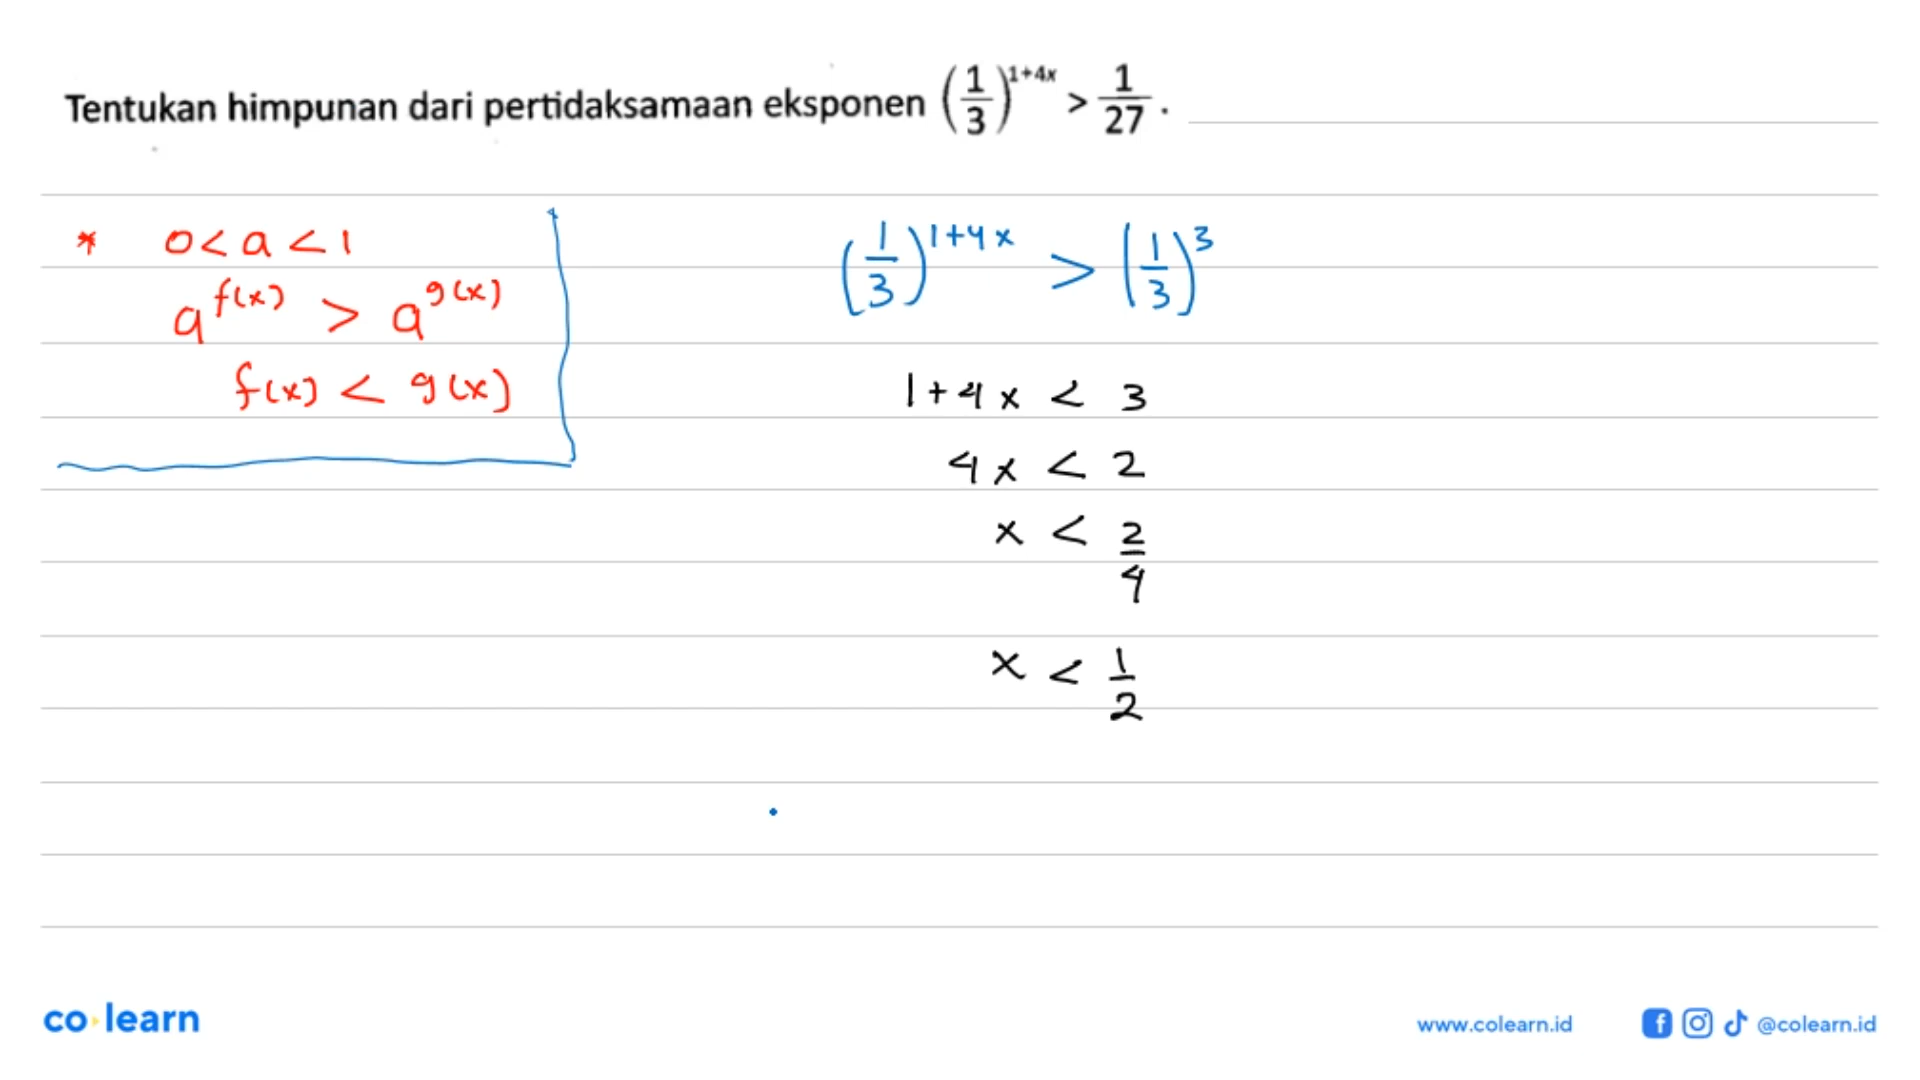 Tentukan himpunan dari pertidaksamaan eksponen (1/3)^(1+4x) > 1/27 .
* 0 < a < 1
a^f(x) > a^g(x)
f(x) < g(x)
(1/3)^(1+4x) > (1/3)^3
1 + 4x < 3
4x < 2
x < 2/4
x < 1/2
co learn
www.colearn.id
@colearn.id